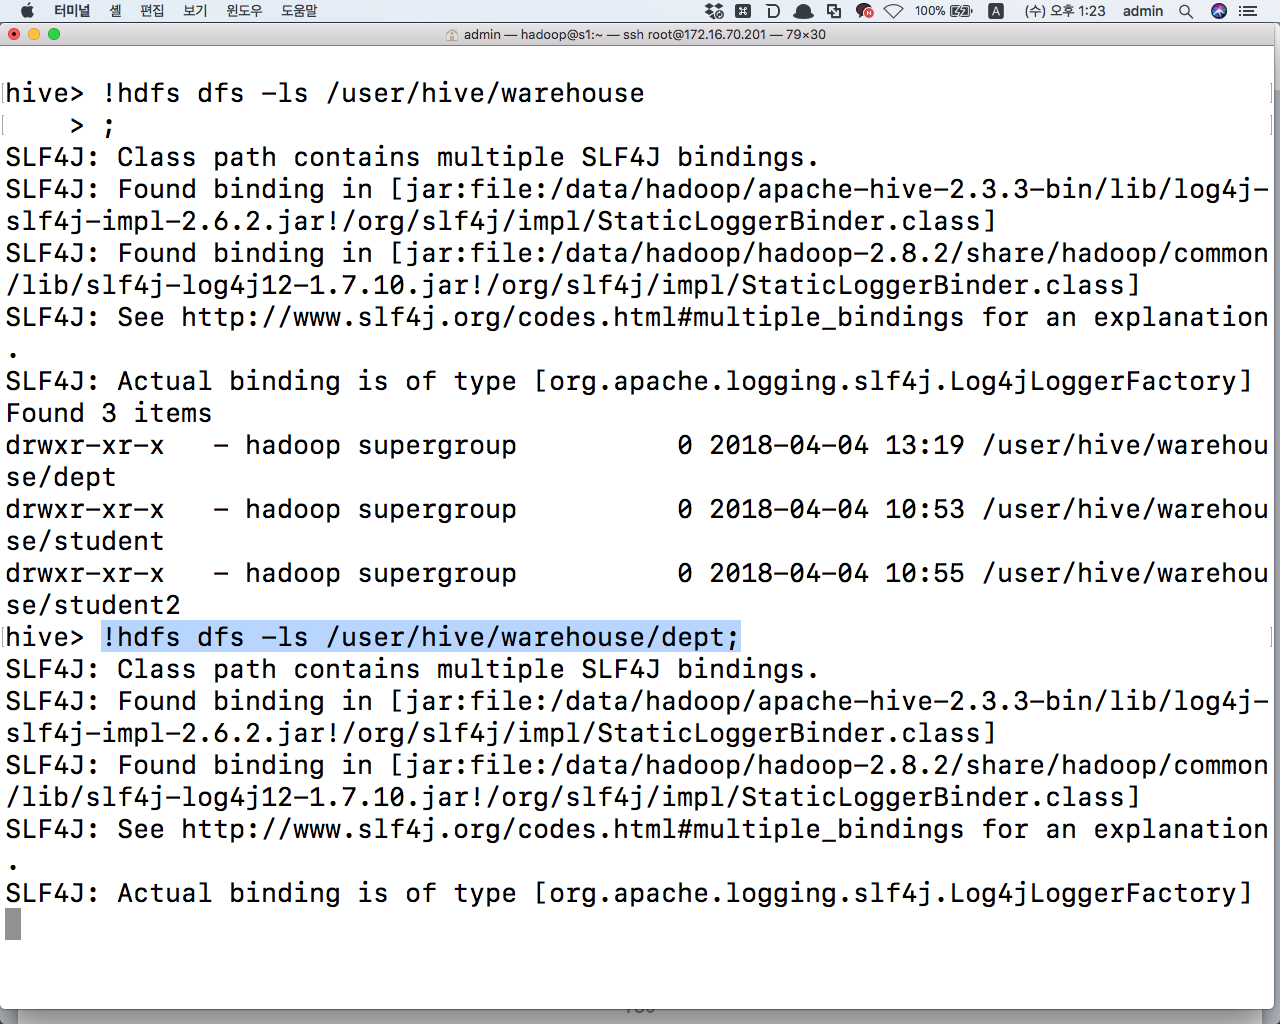 터미널 셸 편집 보기 윈도우 도움말 100% A (수) 오후 1:23 admin
admin — hadoop@s1:~ — ssh root@172.16.70.201 — 79×30
hive> !hdfs dfs -ls /user/hive/warehouse
    > ;
SLF4J: Class path contains multiple SLF4J bindings.
SLF4J: Found binding in [jar:file:/data/hadoop/apache-hive-2.3.3-bin/lib/log4j-
slf4j-impl-2.6.2.jar!/org/slf4j/impl/StaticLoggerBinder.class]
SLF4J: Found binding in [jar:file:/data/hadoop/hadoop-2.8.2/share/hadoop/common
/lib/slf4j-log4j12-1.7.10.jar!/org/slf4j/impl/StaticLoggerBinder.class]
SLF4J: See http://www.slf4j.org/codes.html#multiple_bindings for an explanation
.
SLF4J: Actual binding is of type [org.apache.logging.slf4j.Log4jLoggerFactory]
Found 3 items
drwxr-xr-x   - hadoop supergroup          0 2018-04-04 13:19 /user/hive/warehou
se/dept
drwxr-xr-x   - hadoop supergroup          0 2018-04-04 10:53 /user/hive/warehou
se/student
drwxr-xr-x   - hadoop supergroup          0 2018-04-04 10:55 /user/hive/warehou
se/student2
hive> !hdfs dfs -ls /user/hive/warehouse/dept;
SLF4J: Class path contains multiple SLF4J bindings.
SLF4J: Found binding in [jar:file:/data/hadoop/apache-hive-2.3.3-bin/lib/log4j-
slf4j-impl-2.6.2.jar!/org/slf4j/impl/StaticLoggerBinder.class]
SLF4J: Found binding in [jar:file:/data/hadoop/hadoop-2.8.2/share/hadoop/common
/lib/slf4j-log4j12-1.7.10.jar!/org/slf4j/impl/StaticLoggerBinder.class]
SLF4J: See http://www.slf4j.org/codes.html#multiple_bindings for an explanation
.
SLF4J: Actual binding is of type [org.apache.logging.slf4j.Log4jLoggerFactory]